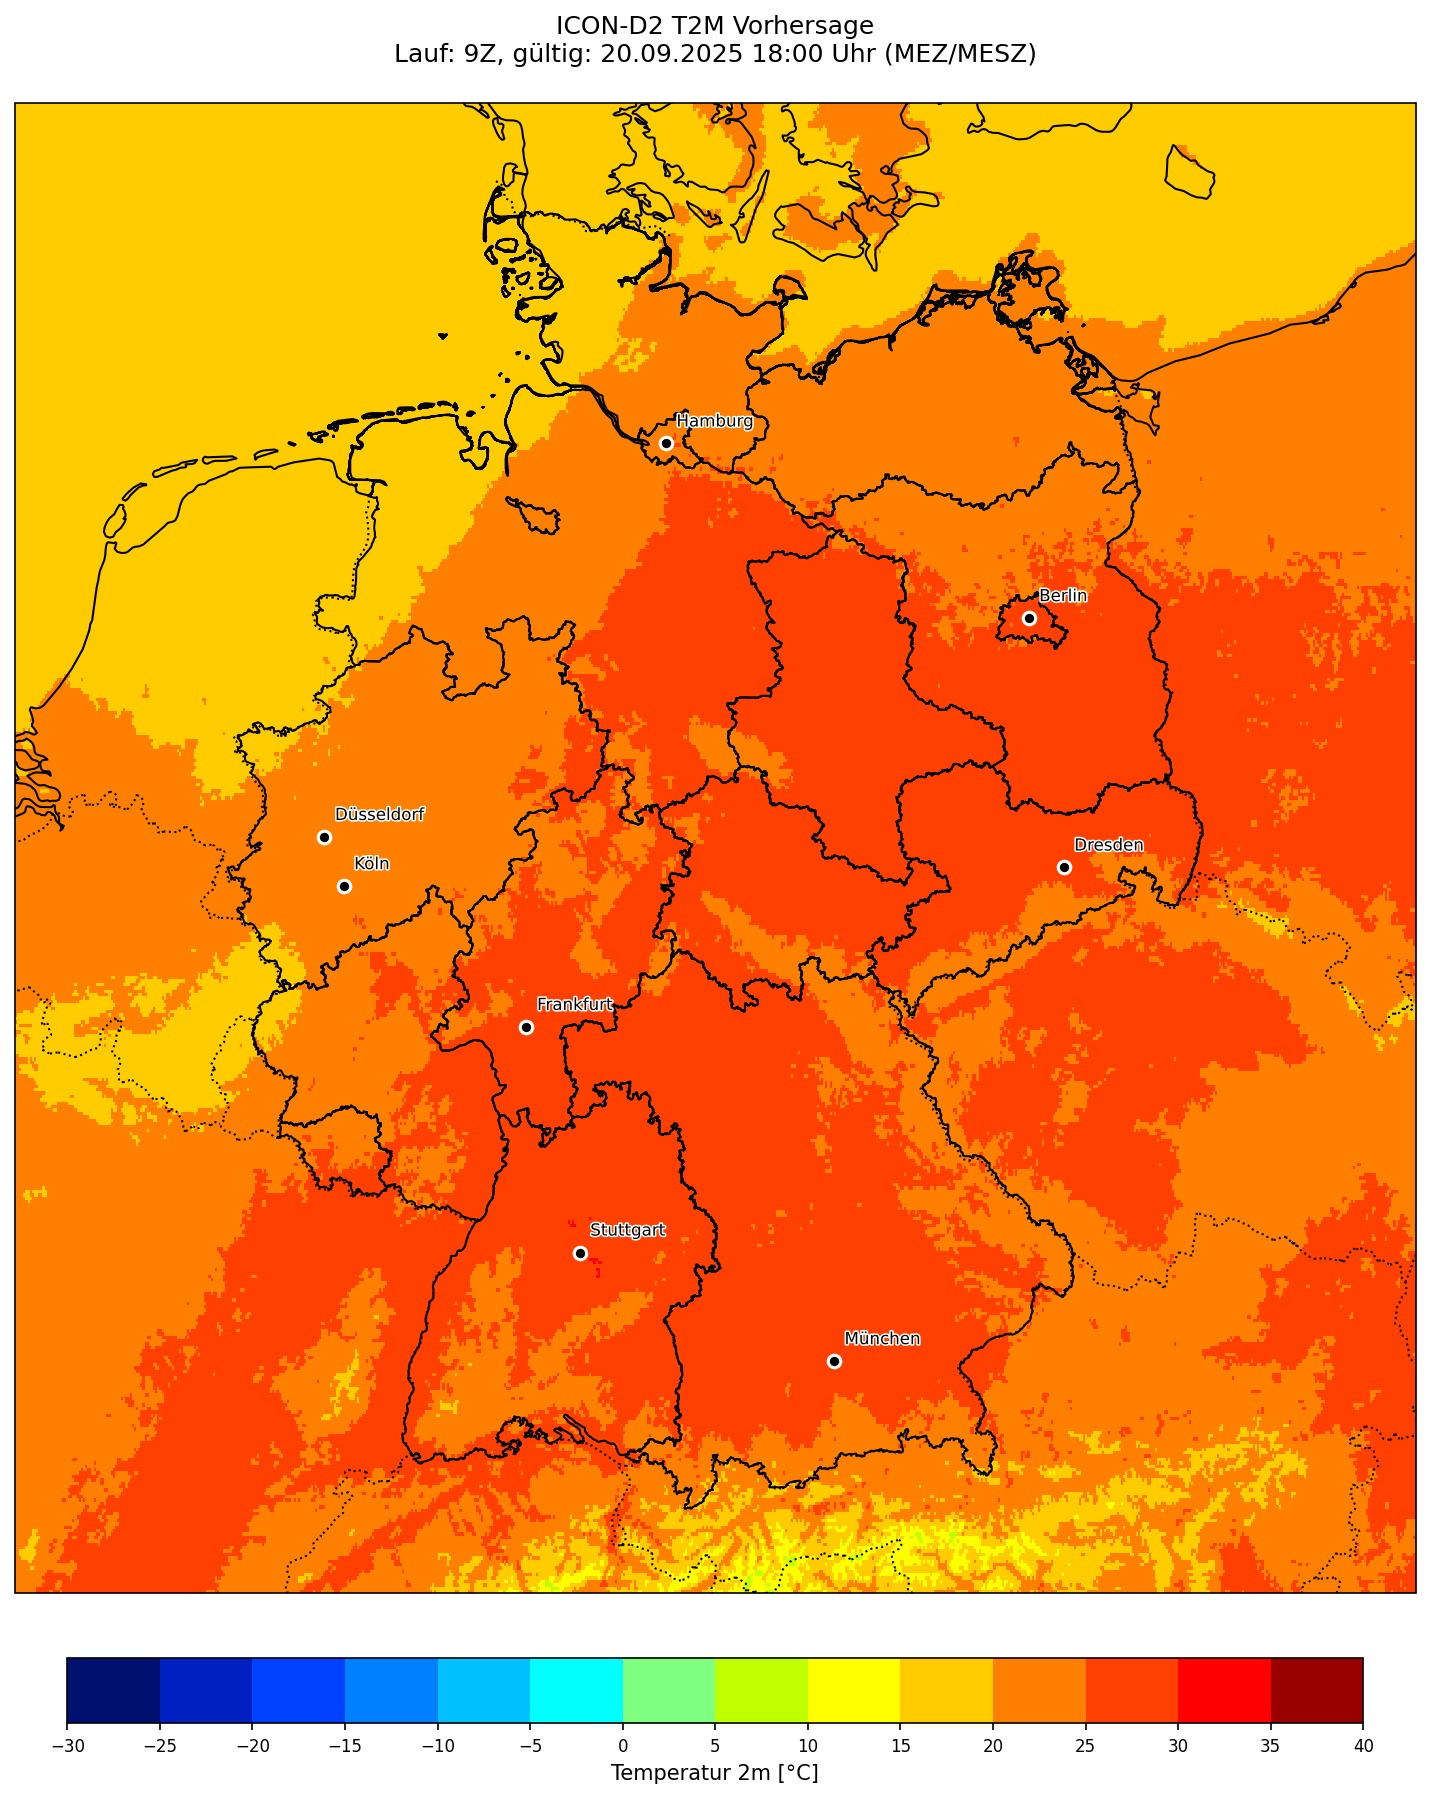 ICON-D2 T2M Vorhersage
Lauf: 9Z, gültig: 20.09.2025 18:00 Uhr (MEZ/MESZ)
Hamburg
Berlin
Düsseldorf
Dresden
Köln
Frankfurt
Stuttgart
München
−30 −25 −20 −15 −10 −5 0 5 10 15 20 25 30 35 40
Temperatur 2m [°C]